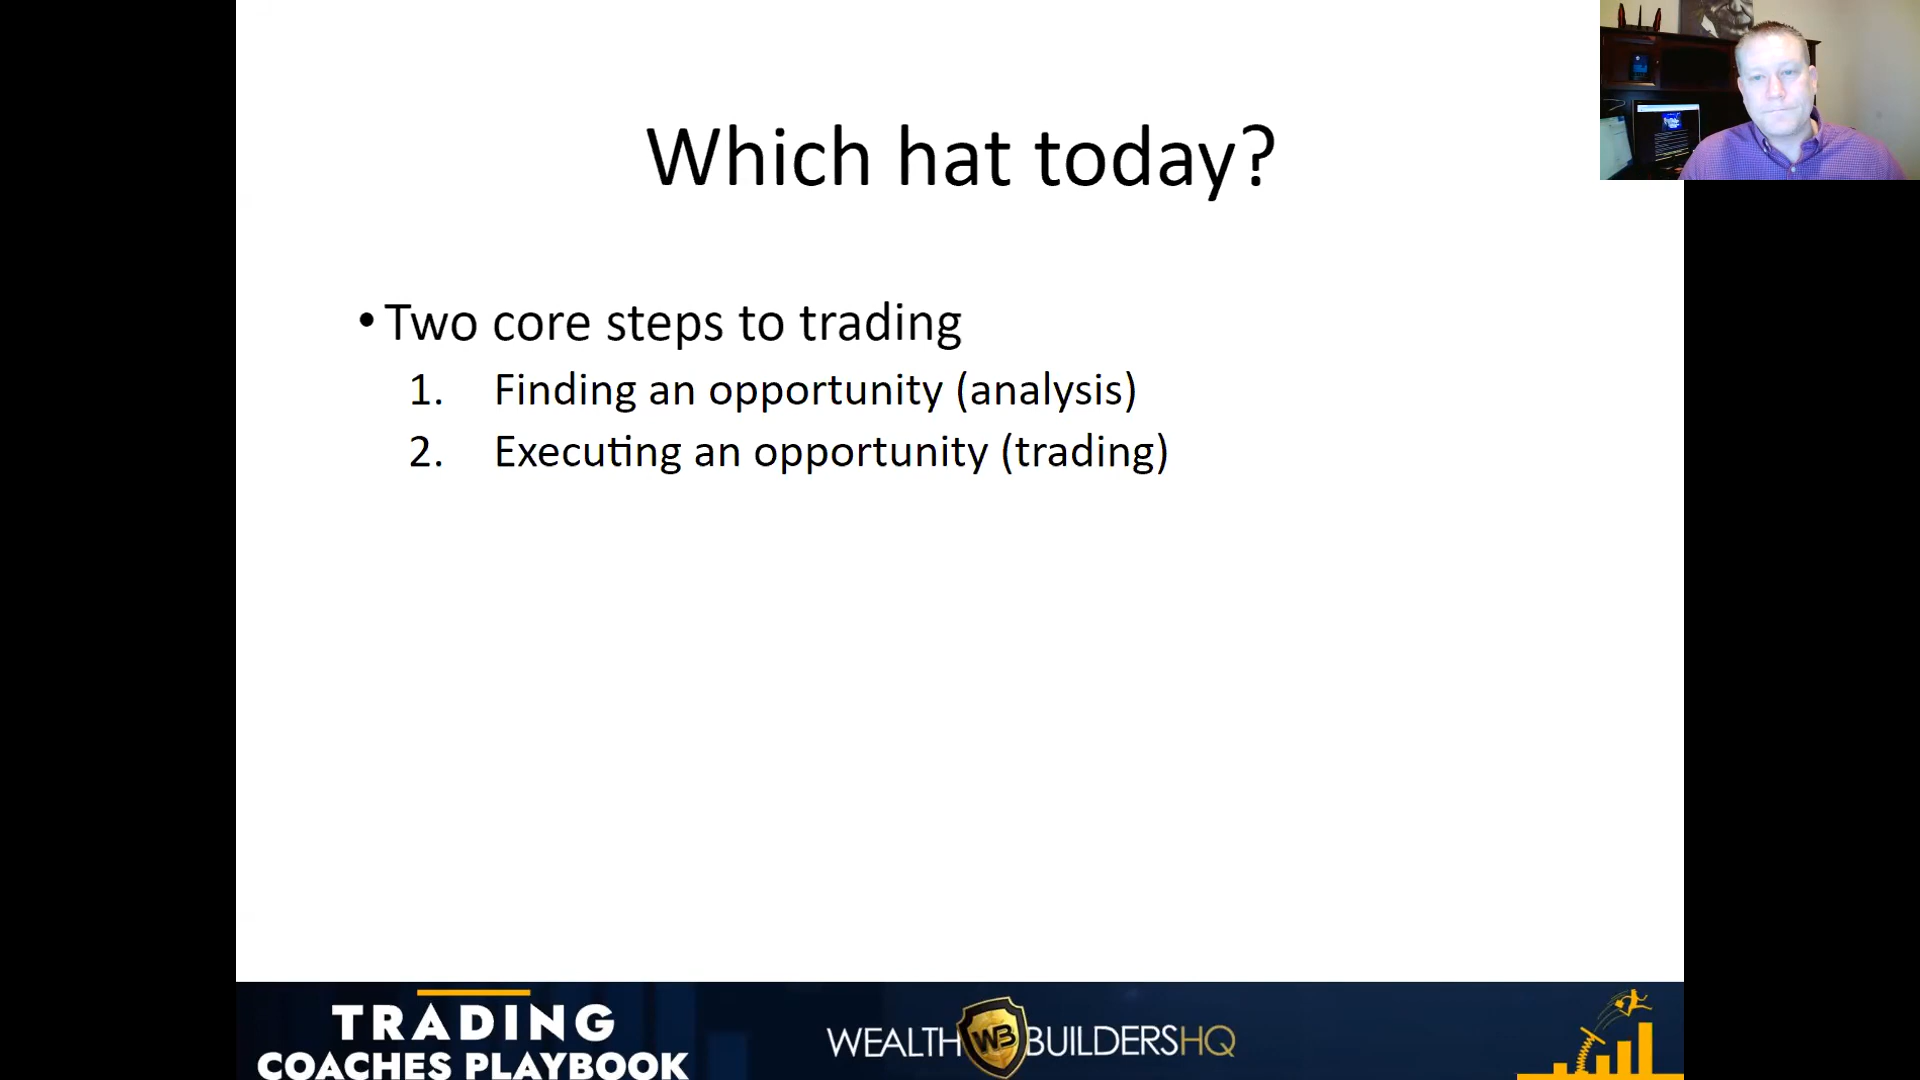 Which hat today?
• Two core steps to trading
1. Finding an opportunity (analysis)
2. Executing an opportunity (trading)
TRADING
COACHES PLAYBOOK
WEALTH WB BUILDERSHQ